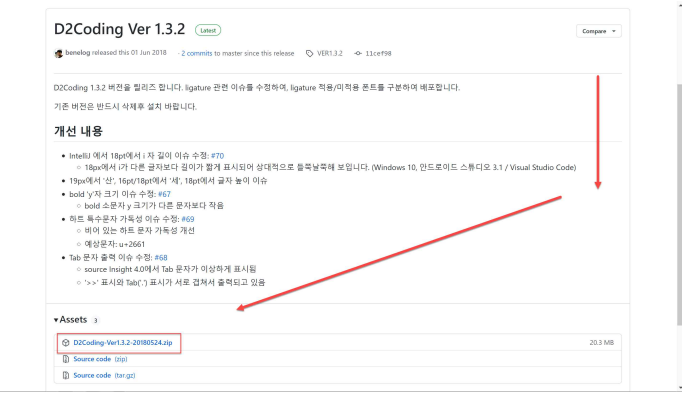 D2Coding Ver 1.3.2 Latest
Compare
benelog released this 01 Jun 2018 · 2 commits to master since this release VER1.3.2 11cef98
D2Coding 1.3.2 버전을 릴리즈 합니다. ligature 관련 이슈를 수정하여, ligature 적용/미적용 폰트를 구분하여 배포합니다.
기존 버전은 반드시 삭제후 설치 바랍니다.
개선 내용
• IntelliJ 에서 18pt에서 i 자 길이 이슈 수정: #70
○ 18px에서 i가 다른 글자보다 길이가 짧게 표시되어 상대적으로 들쭉날쭉해 보입니다. (Windows 10, 안드로이드 스튜디오 3.1 / Visual Studio Code)
• 19px에서 '산', 16pt/18pt에서 '세', 18pt에서 글자 높이 이슈
• bold 'y'자 크기 이슈 수정: #67
○ bold 소문자 y 크기가 다른 문자보다 작음
• 하트 특수문자 가독성 이슈 수정: #69
○ 비어 있는 하트 문자 가독성 개선
○ 예상문자: u+2661
• Tab 문자 출력 이슈 수정: #68
○ source Insight 4.0에서 Tab 문자가 이상하게 표시됨
○ '>>' 표시와 Tab('.') 표시가 서로 겹쳐서 출력되고 있음
Assets 3
D2Coding-Ver1.3.2-20180524.zip 20.3 MB
Source code (zip)
Source code (tar.gz)